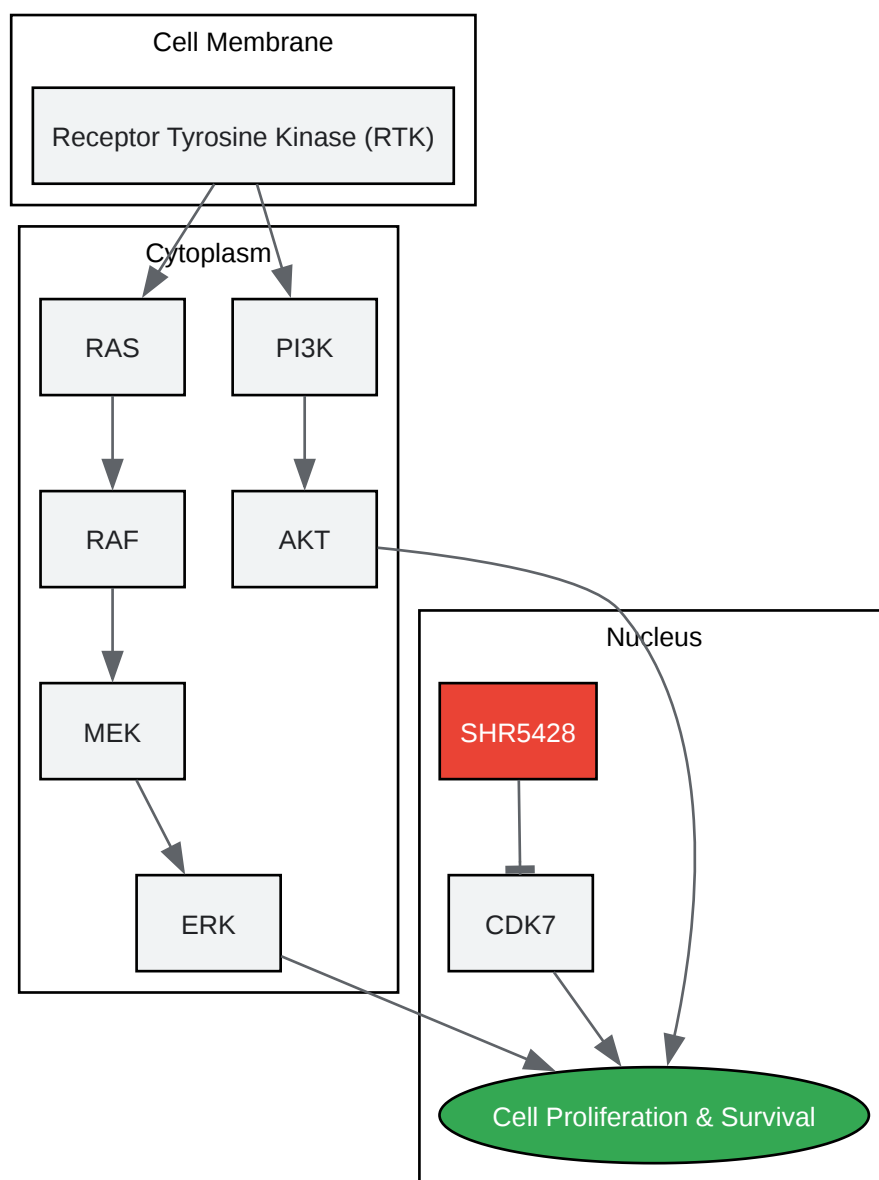 Cell Membrane
Receptor Tyrosine Kinase (RTK)
Cytoplasm
RAS
PI3K
RAF
AKT
Nucleus
MEK
SHR5428
ERK
CDK7
Cell Proliferation & Survival